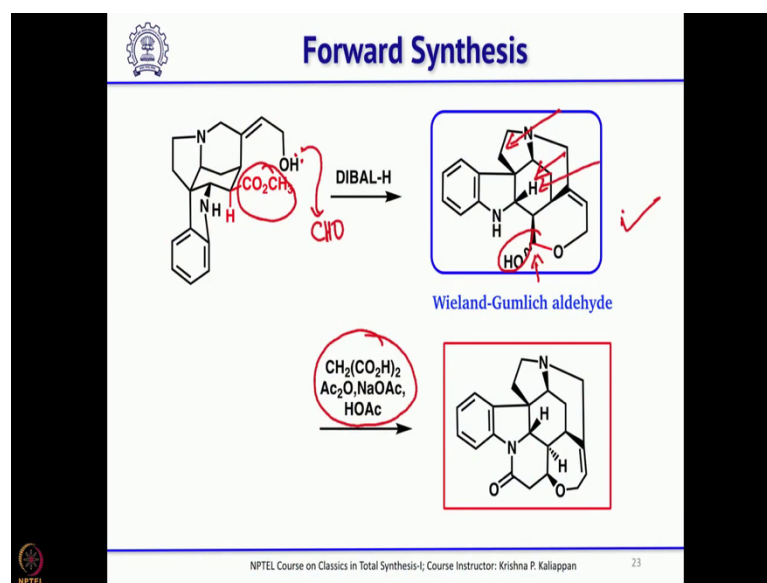 Forward Synthesis
N
OH
CO2CH3
N H
H
CHO
DIBAL-H
N
H
N
H
HO
O
Wieland-Gumlich aldehyde
CH2(CO2H)2
Ac2O,NaOAc,
HOAc
N
H
N
H
O
O
NPTEL Course on Classics in Total Synthesis-I; Course Instructor: Krishna P. Kaliappan
23
NPTEL